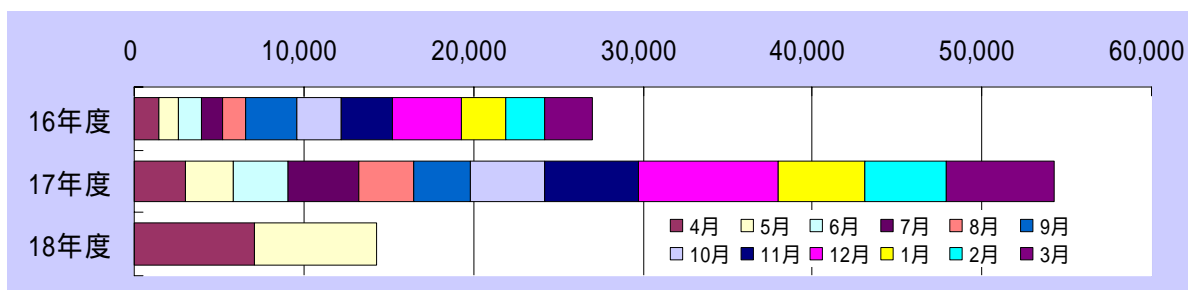 0 10,000 20,000 30,000 40,000 50,000 60,000
16年度
17年度
18年度
4月 5月 6月 7月 8月 9月
10月 11月 12月 1月 2月 3月